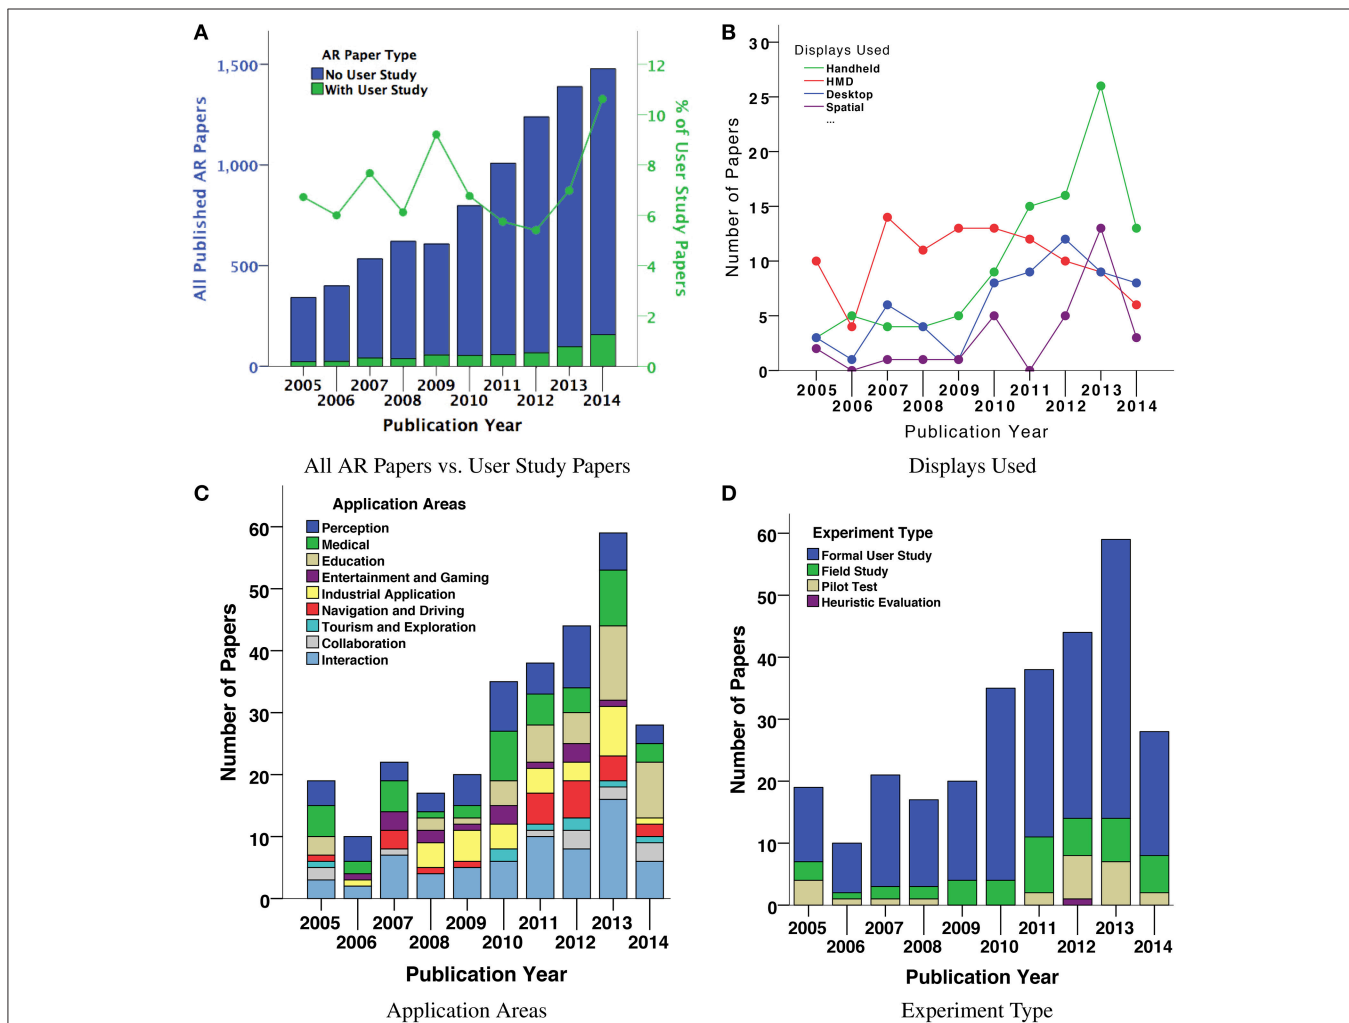 A
AR Paper Type
No User Study
With User Study
1,500
1,000
500
0
All Published AR Papers
12
10
8
6
4
2
0
% of User Study Papers
2005 2007 2009 2011 2013
2006 2008 2010 2012 2014
Publication Year
All AR Papers vs. User Study Papers
B
Displays Used
Handheld
HMD
Desktop
Spatial
...
30
25
20
15
10
5
0
Number of Papers
2005 2007 2009 2011 2013
2006 2008 2010 2012 2014
Publication Year
Displays Used
C
Application Areas
Perception
Medical
Education
Entertainment and Gaming
Industrial Application
Navigation and Driving
Tourism and Exploration
Collaboration
Interaction
60
50
40
30
20
10
0
Number of Papers
2005 2007 2009 2011 2013
2006 2008 2010 2012 2014
Publication Year
Application Areas
D
Experiment Type
Formal User Study
Field Study
Pilot Test
Heuristic Evaluation
60
50
40
30
20
10
0
Number of Papers
2005 2007 2009 2011 2013
2006 2008 2010 2012 2014
Publication Year
Experiment Type